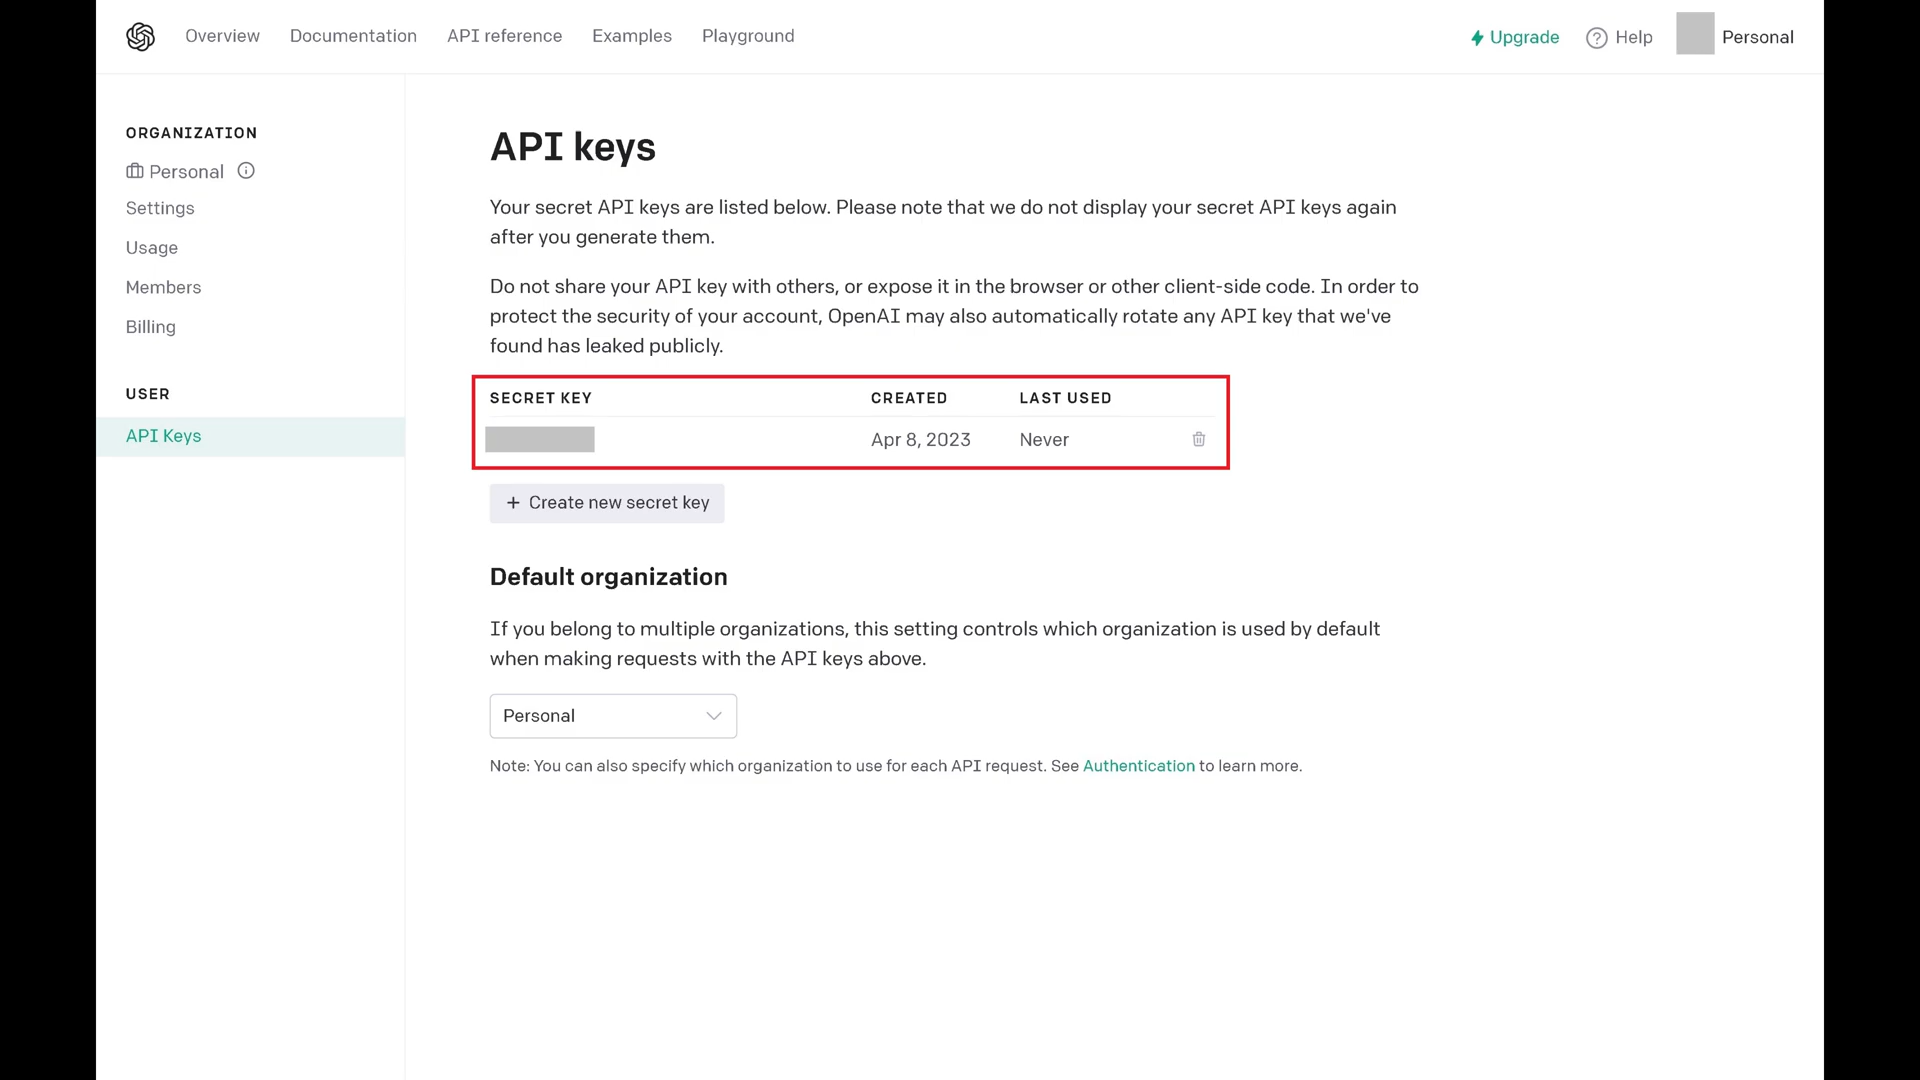 Overview Documentation API reference Examples Playground
Upgrade Help Personal
ORGANIZATION
Personal
Settings
Usage
Members
Billing
USER
API Keys
API keys
Your secret API keys are listed below. Please note that we do not display your secret API keys again
after you generate them.
Do not share your API key with others, or expose it in the browser or other client-side code. In order to
protect the security of your account, OpenAI may also automatically rotate any API key that we've
found has leaked publicly.
SECRET KEY CREATED LAST USED
Apr 8, 2023 Never
+ Create new secret key
Default organization
If you belong to multiple organizations, this setting controls which organization is used by default
when making requests with the API keys above.
Personal
Note: You can also specify which organization to use for each API request. See Authentication to learn more.